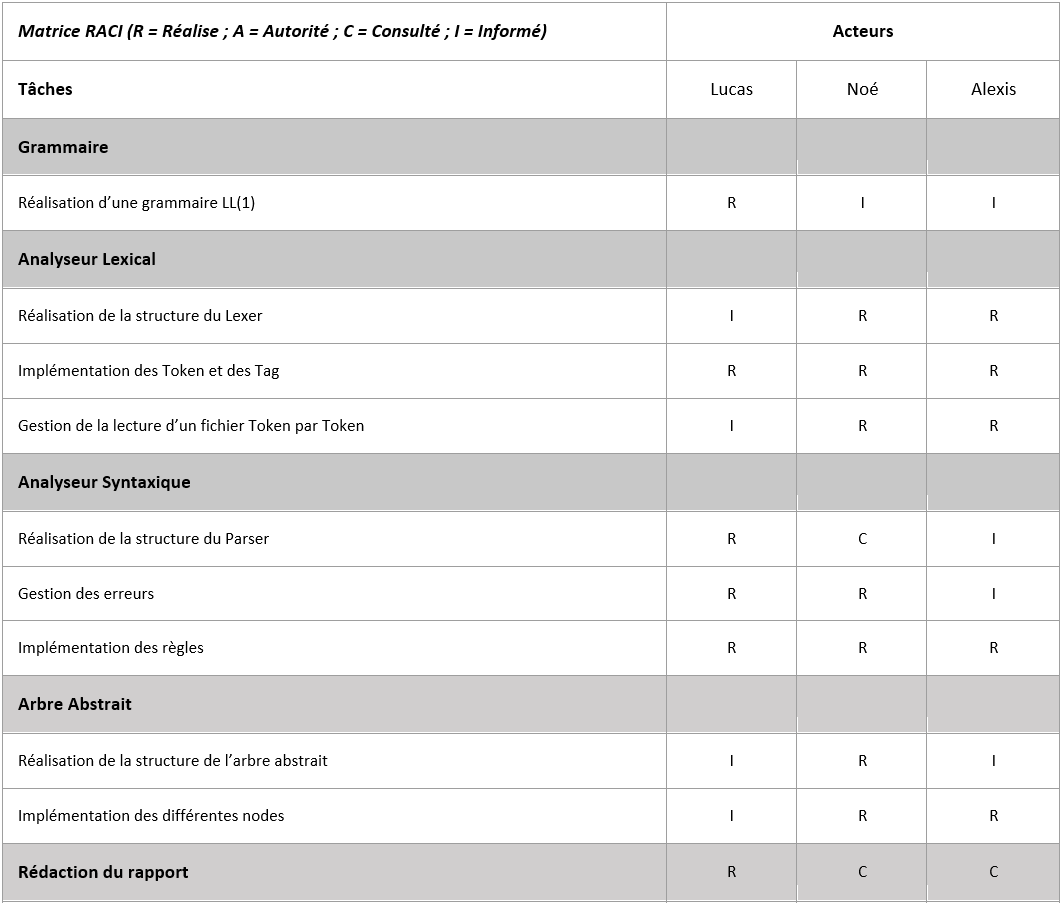 Matrice RACI (R = Réalise ; A = Autorité ; C = Consulté ; I = Informé) Acteurs
Tâches Lucas Noé Alexis
Grammaire
Réalisation d’une grammaire LL(1) R I I
Analyseur Lexical
Réalisation de la structure du Lexer I R R
Implémentation des Token et des Tag R R R
Gestion de la lecture d’un fichier Token par Token I R R
Analyseur Syntaxique
Réalisation de la structure du Parser R C I
Gestion des erreurs R R I
Implémentation des règles R R R
Arbre Abstrait
Réalisation de la structure de l’arbre abstrait I R I
Implémentation des différentes nodes I R R
Rédaction du rapport R C C